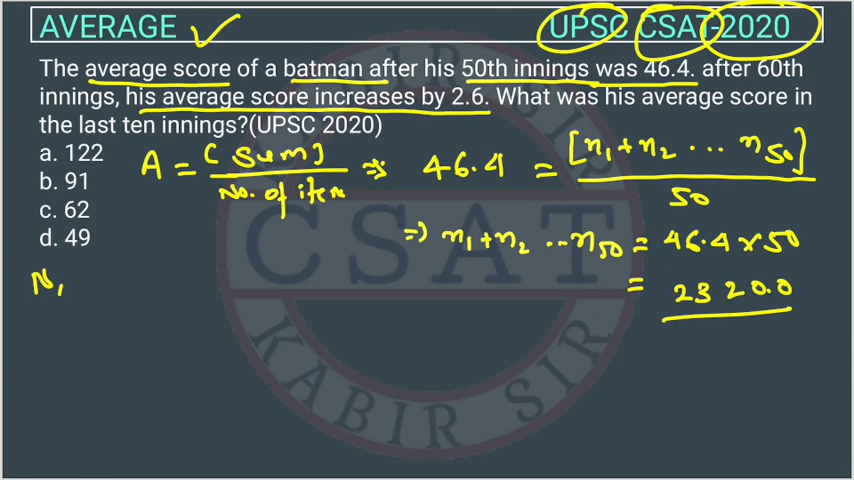 AVERAGE ✓ UPSC CSAT-2020
The average score of a batman after his 50th innings was 46.4. after 60th
innings, his average score increases by 2.6. What was his average score in
the last ten innings?(UPSC 2020)
a. 122
b. 91
c. 62
d. 49
A = (Sum) / No. of item ⇒ 46.4 = [n₁+n₂ ... n₅₀] / 50
⇒ n₁+n₂ ... n₅₀ = 46.4×50
= 2320.0
N₁
CSAT
KABIR SIR